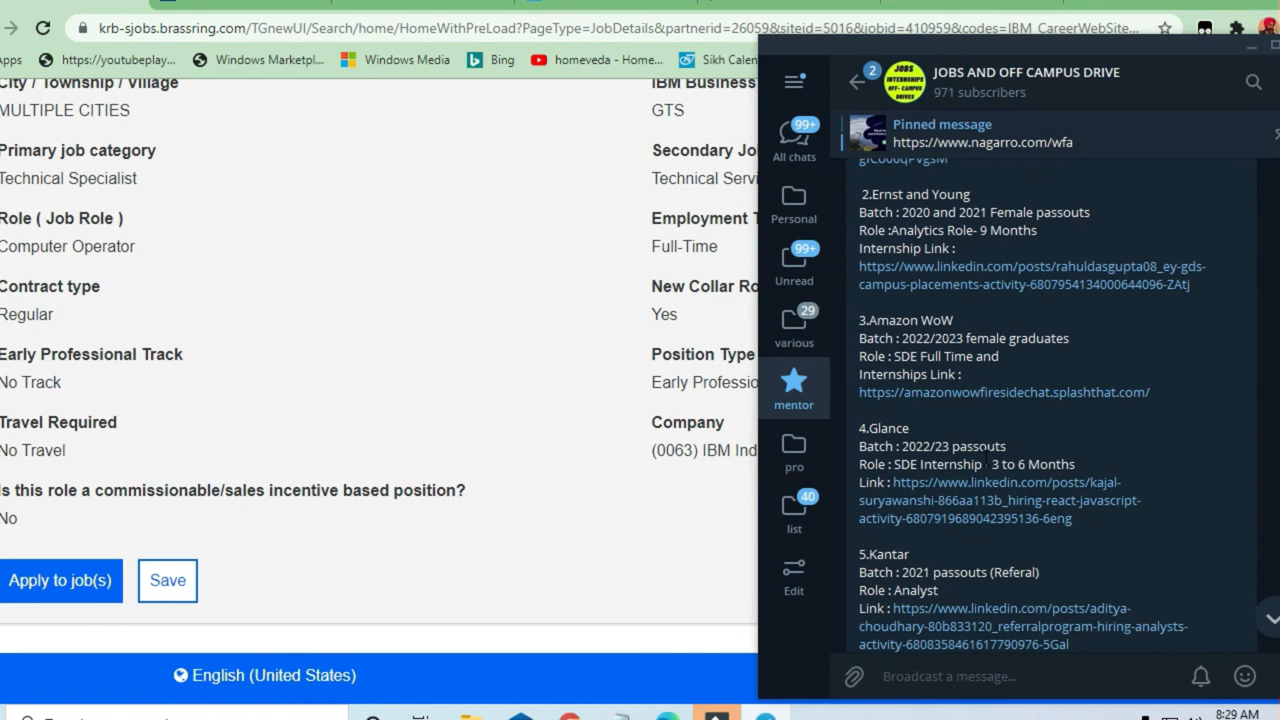 krb-sjobs.brassring.com/TGnewUI/Search/home/HomeWithPreLoad?PageType=JobDetails&partnerid=26059&siteid=5016&jobid=410959&codes=IBM_CareerWebSite...
Apps https://youtubeplay... Windows Marketpl... Windows Media Bing homeveda - Home... Sikh Calen
City / Township / Village
MULTIPLE CITIES
Primary job category
Technical Specialist
Role ( Job Role )
Computer Operator
Contract type
Regular
Early Professional Track
No Track
Travel Required
No Travel
Is this role a commissionable/sales incentive based position?
No
IBM Business
GTS
Secondary Jo
Technical Servi
Employment T
Full-Time
New Collar Ro
Yes
Position Type
Early Professio
Company
(0063) IBM Ind
Apply to job(s)
Save
English (United States)
99+
All chats
Personal
99+
Unread
29
various
mentor
pro
40
list
Edit
2
JOBS INTERNSHIPS OFF- CAMPUS DRIVES
JOBS AND OFF CAMPUS DRIVE
971 subscribers
Pinned message
https://www.nagarro.com/wfa
2.Ernst and Young
Batch : 2020 and 2021 Female passouts
Role :Analytics Role- 9 Months
Internship Link :
https://www.linkedin.com/posts/rahuldasgupta08_ey-gds-
campus-placements-activity-6807954134000644096-ZAtj
3.Amazon WoW
Batch : 2022/2023 female graduates
Role : SDE Full Time and
Internships Link :
https://amazonwowfiresidechat.splashthat.com/
4.Glance
Batch : 2022/23 passouts
Role : SDE Internship - 3 to 6 Months
Link : https://www.linkedin.com/posts/kajal-
suryawanshi-866aa113b_hiring-react-javascript-
activity-6807919689042395136-6eng
5.Kantar
Batch : 2021 passouts (Referal)
Role : Analyst
Link : https://www.linkedin.com/posts/aditya-
choudhary-80b833120_referralprogram-hiring-analysts-
activity-6808358461617790976-5Gal
Broadcast a message...
8:29 AM